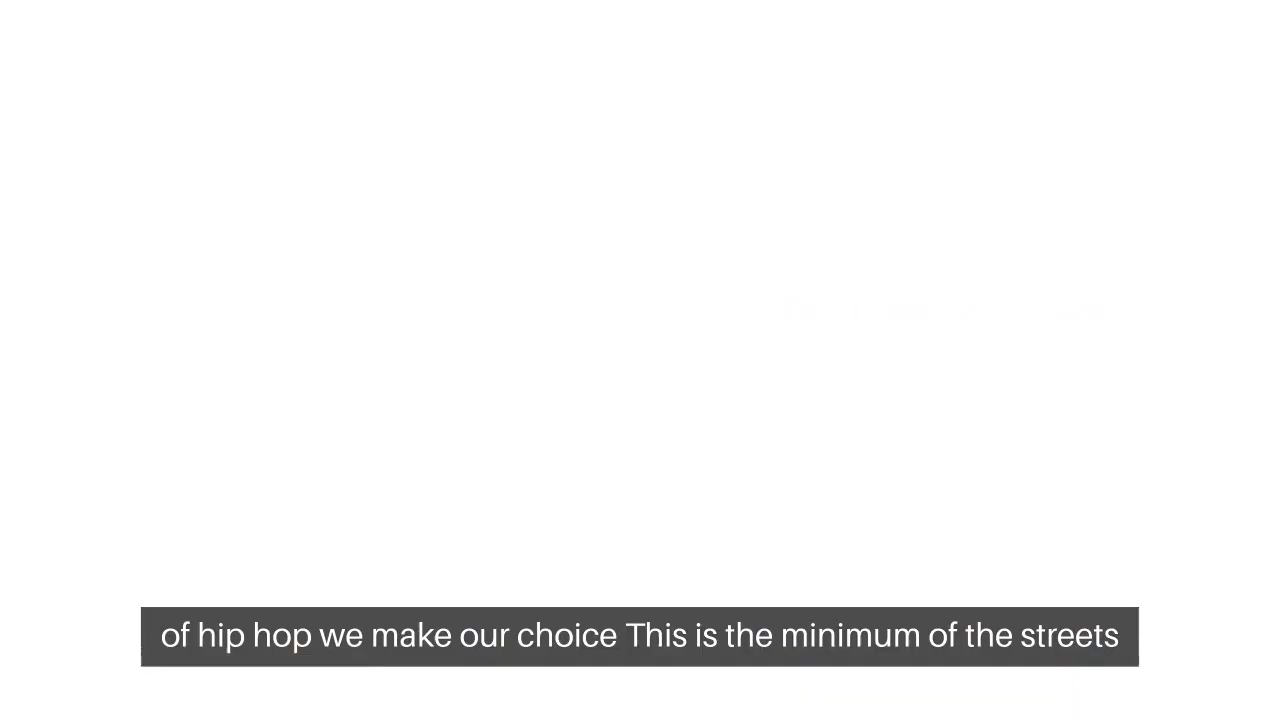 of hip hop we make our choice This is the minimum of the streets